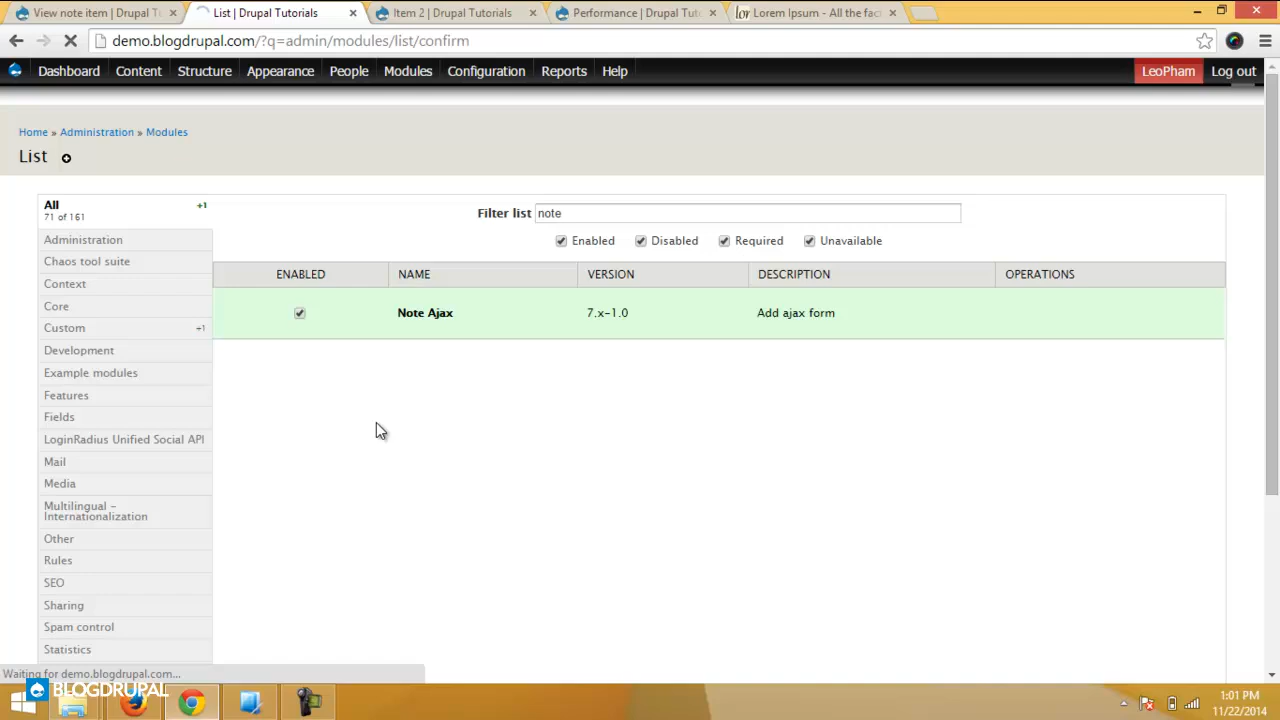 View note item | Drupal T
List | Drupal Tutorials
Item 2 | Drupal Tutorials
Performance | Drupal Tut
Lorem Ipsum - All the fac
demo.blogdrupal.com/?q=admin/modules/list/confirm
Dashboard Content Structure Appearance People Modules Configuration Reports Help LeoPham Log out
Home » Administration » Modules
List
All +1
71 of 161
Filter list note
Enabled Disabled Required Unavailable
ENABLED NAME VERSION DESCRIPTION OPERATIONS
Note Ajax 7.x-1.0 Add ajax form
Administration
Chaos tool suite
Context
Core
Custom +1
Development
Example modules
Features
Fields
LoginRadius Unified Social API
Mail
Media
Multilingual -
Internationalization
Other
Rules
SEO
Sharing
Spam control
Statistics
Waiting for demo.blogdrupal.com...
BLOGDRUPAL
1:01 PM
11/22/2014